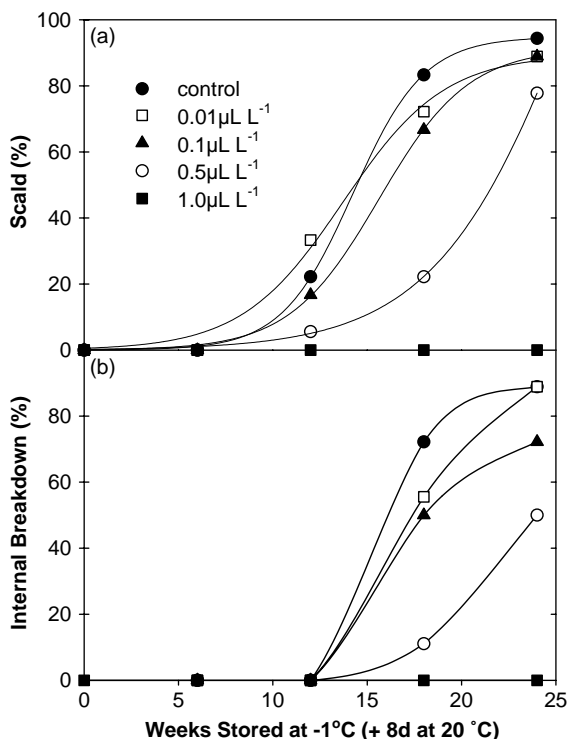 100
(a)
80
control
0.01µL L-1
0.1µL L-1
0.5µL L-1
1.0µL L-1
60
40
20
0
Scald (%)
(b)
80
60
40
20
0
Internal Breakdown (%)
0 5 10 15 20 25
Weeks Stored at -1°C (+ 8d at 20 ˚C)